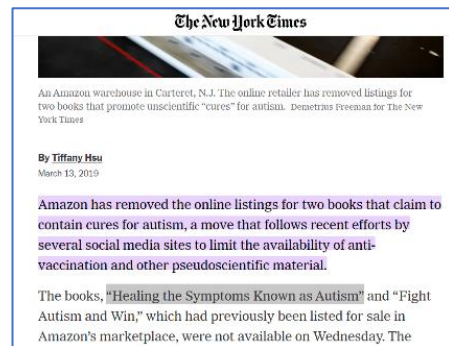 The New York Times
An Amazon warehouse in Carteret, N.J. The online retailer has removed listings for
two books that promote unscientific “cures” for autism. Demetrius Freeman for The New
York Times
By Tiffany Hsu
March 13, 2019
Amazon has removed the online listings for two books that claim to
contain cures for autism, a move that follows recent efforts by
several social media sites to limit the availability of anti-
vaccination and other pseudoscientific material.
The books, “Healing the Symptoms Known as Autism” and “Fight
Autism and Win,” which had previously been listed for sale in
Amazon’s marketplace, were not available on Wednesday. The